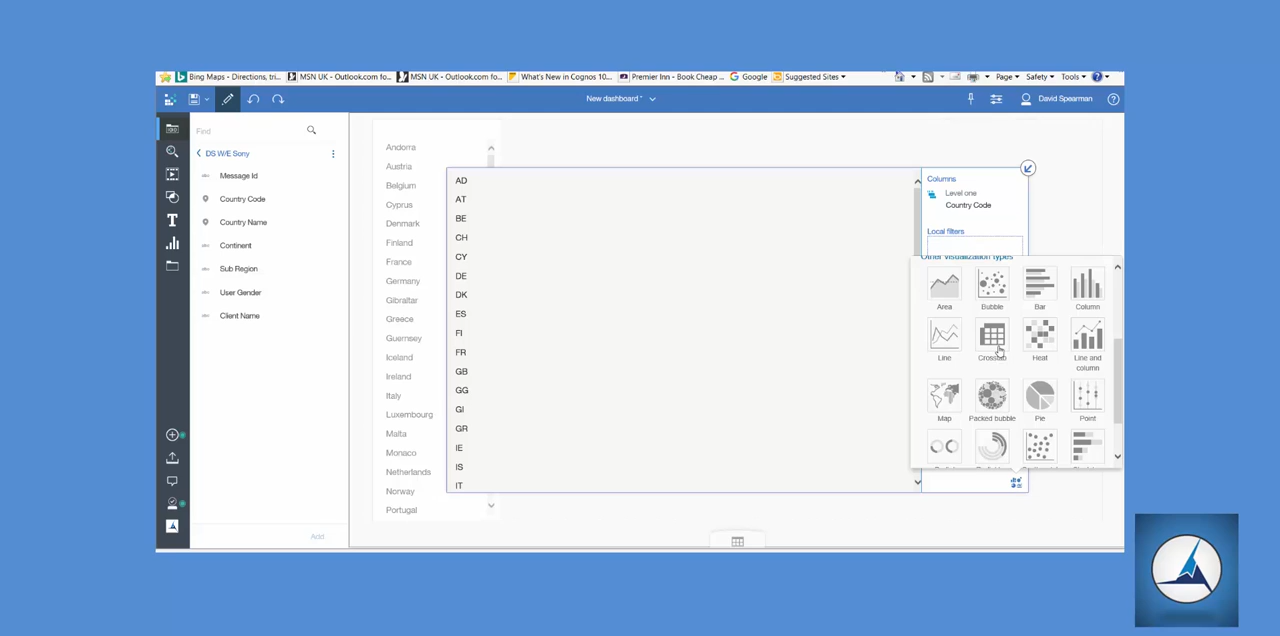 Bing Maps - Directions, tri... MSN UK - Outlook.com fo... MSN UK - Outlook.com fo... What's New in Cognos 10... Premier Inn - Book Cheap ... Google Suggested Sites Page Safety Tools
New dashboard * David Spearman
Find
DS W/E Sony
Message Id
Country Code
Country Name
Continent
Sub Region
User Gender
Client Name
Add
Andorra
Austria
Belgium
Cyprus
Denmark
Finland
France
Germany
Gibraltar
Greece
Guernsey
Iceland
Ireland
Italy
Luxembourg
Malta
Monaco
Netherlands
Norway
Portugal
AD
AT
BE
CH
CY
DE
DK
ES
FI
FR
GB
GG
GI
GR
IE
IS
IT
Columns
Level one
Country Code
Local filters
Other visualization types
Area Bubble Bar Column
Line Crosstab Heat Line and column
Map Packed bubble Pie Point